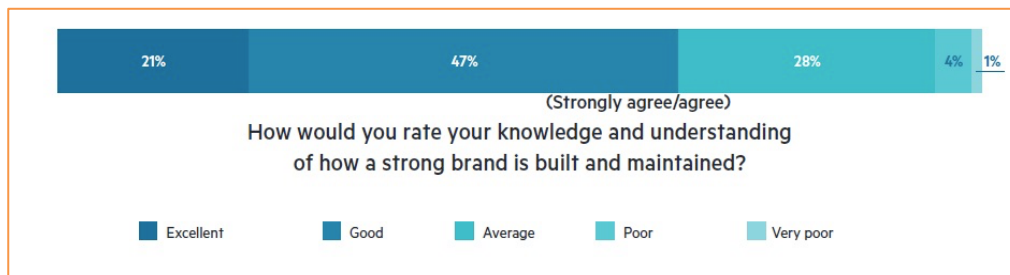 21% 47% 28% 4% 1%
(Strongly agree/agree)
How would you rate your knowledge and understanding
of how a strong brand is built and maintained?
Excellent Good Average Poor Very poor